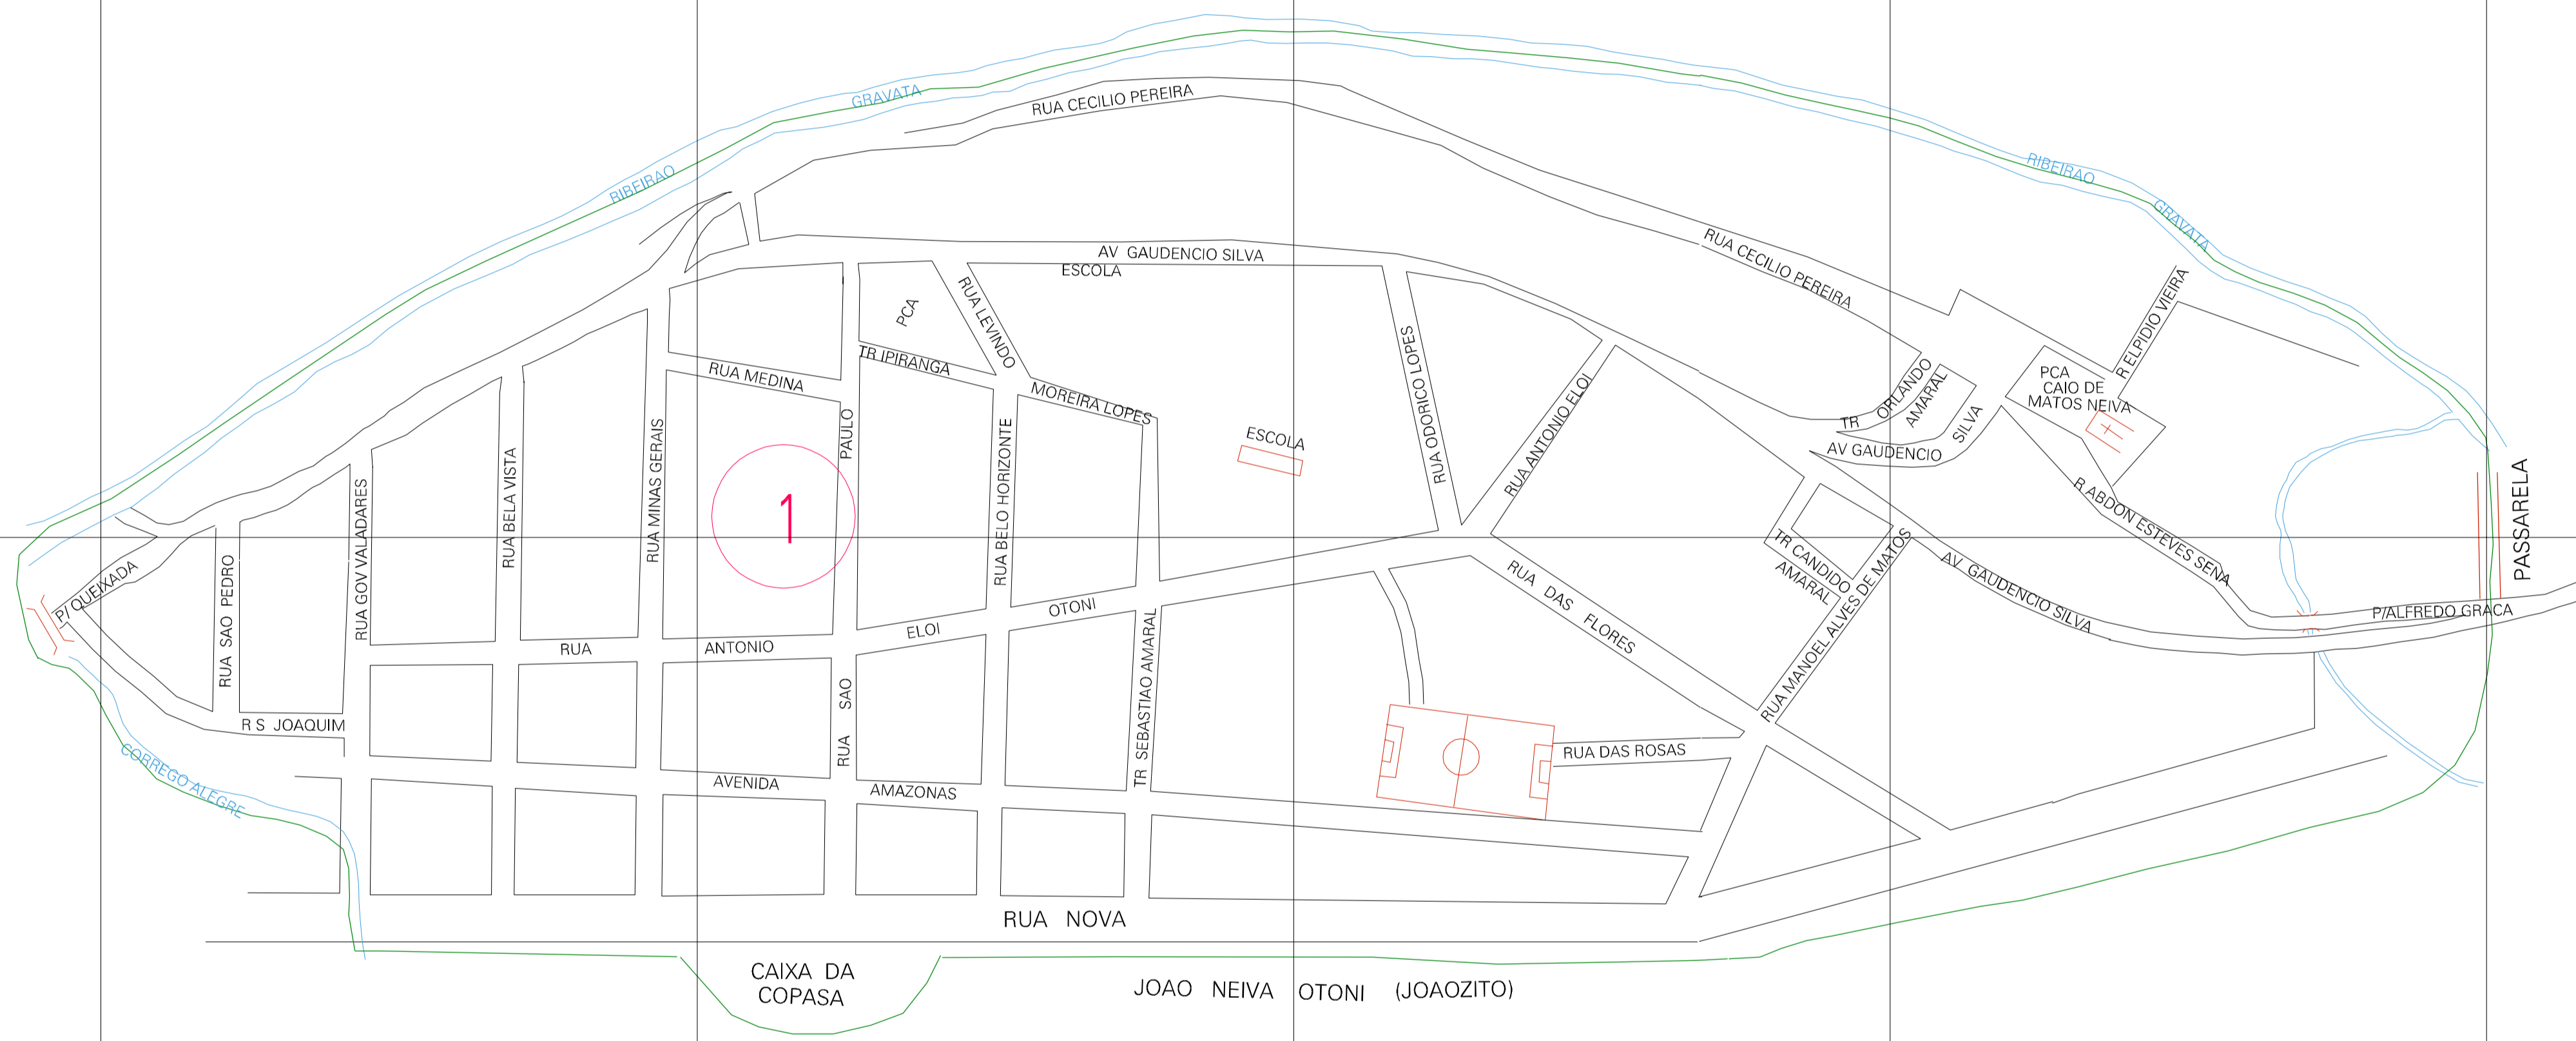 GRAVATA
RUA CECILIO PEREIRA
RIBEIRAO
RIBEIRAO
GRAVATA
AV GAUDENCIO SILVA
ESCOLA
RUA CECILIO PEREIRA
R ELPIDIO VIEIRA
PCA
RUA LEVINDO
TR IPIRANGA
RUA MEDINA
MOREIRA LOPES
RUA ODORICO LOPES
RUA ANTONIO ELOI
TR ORLANDO
AMARAL
PCA
CAIO DE
MATOS NEIVA
AV GAUDENCIO SILVA
ESCOLA
PAULO
RUA BELO HORIZONTE
RUA MINAS GERAIS
RUA BELA VISTA
RUA GOV VALADARES
1
R ABDON ESTEVES SENA
PASSARELA
P/ QUEIXADA
RUA SAO PEDRO
TR CANDIDO
AMARAL
RUA MANOEL ALVES DE MATOS
AV. GAUDENCIO SILVA
P/ALFREDO GRACA
RUA DAS FLORES
RUA ANTONIO ELOI OTONI
TR SEBASTIAO AMARAL
RUA SAO
R S JOAQUIM
CORREGO ALEGRE
RUA DAS ROSAS
AVENIDA AMAZONAS
RUA NOVA
CAIXA DA
COPASA
JOAO NEIVA OTONI (JOAOZITO)